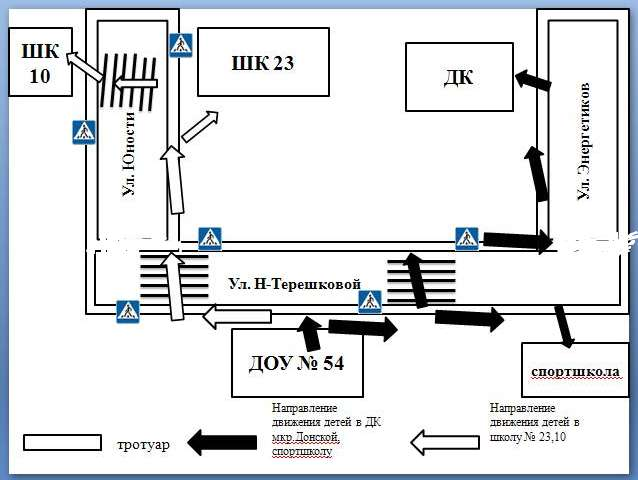 ШК
10
ШК 23
ДК
Ул. Юности
Ул. Энергетиков
Ул. Н-Терешковой
ДОУ № 54
спортшкола
тротуар
Направление
движения детей в ДК
мкр.Донской,
спортшколу
Направление
движения детей в
школу № 23,10